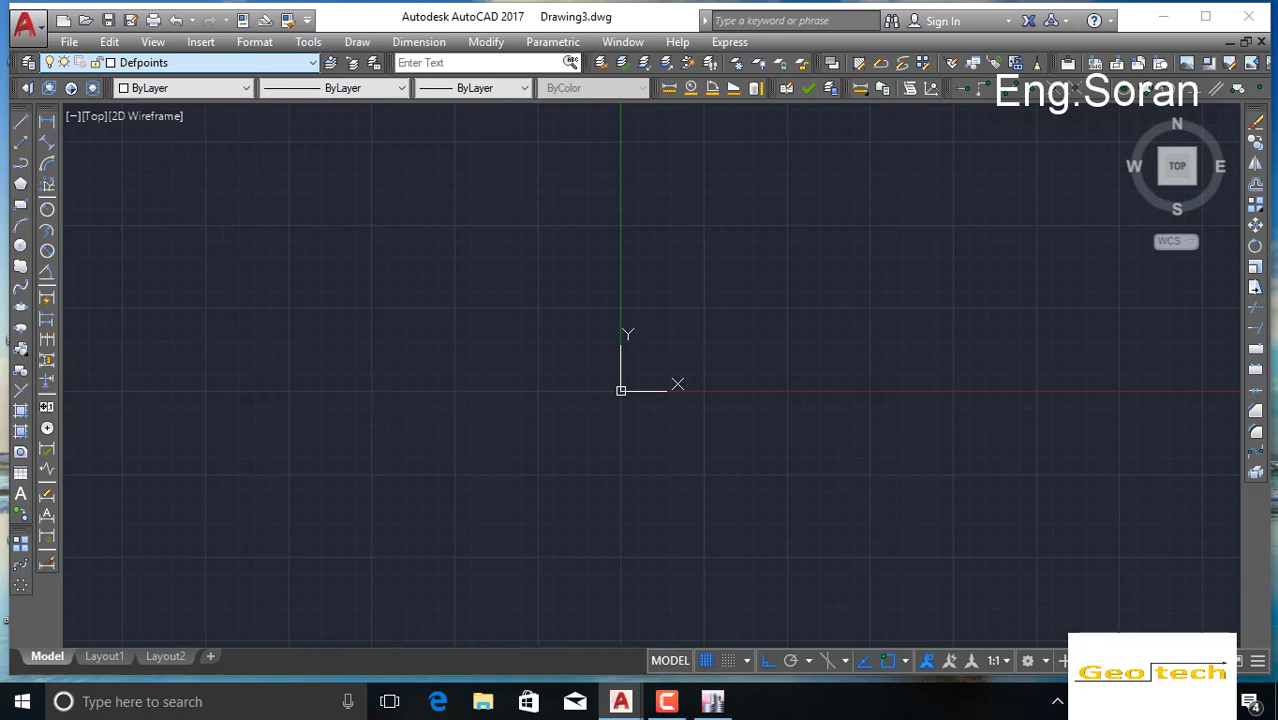 Autodesk AutoCAD 2017 Drawing3.dwg
Type a keyword or phrase
Sign In
File Edit View Insert Format Tools Draw Dimension Modify Parametric Window Help Express
Defpoints
Enter Text
ByLayer
ByLayer
ByLayer
ByColor
Eng.Soran
[−][Top][2D Wireframe]
N
W
TOP
E
S
WCS
Y
X
A
A
Model Layout1 Layout2 +
MODEL
1:1
Geotech
Type here to search
4